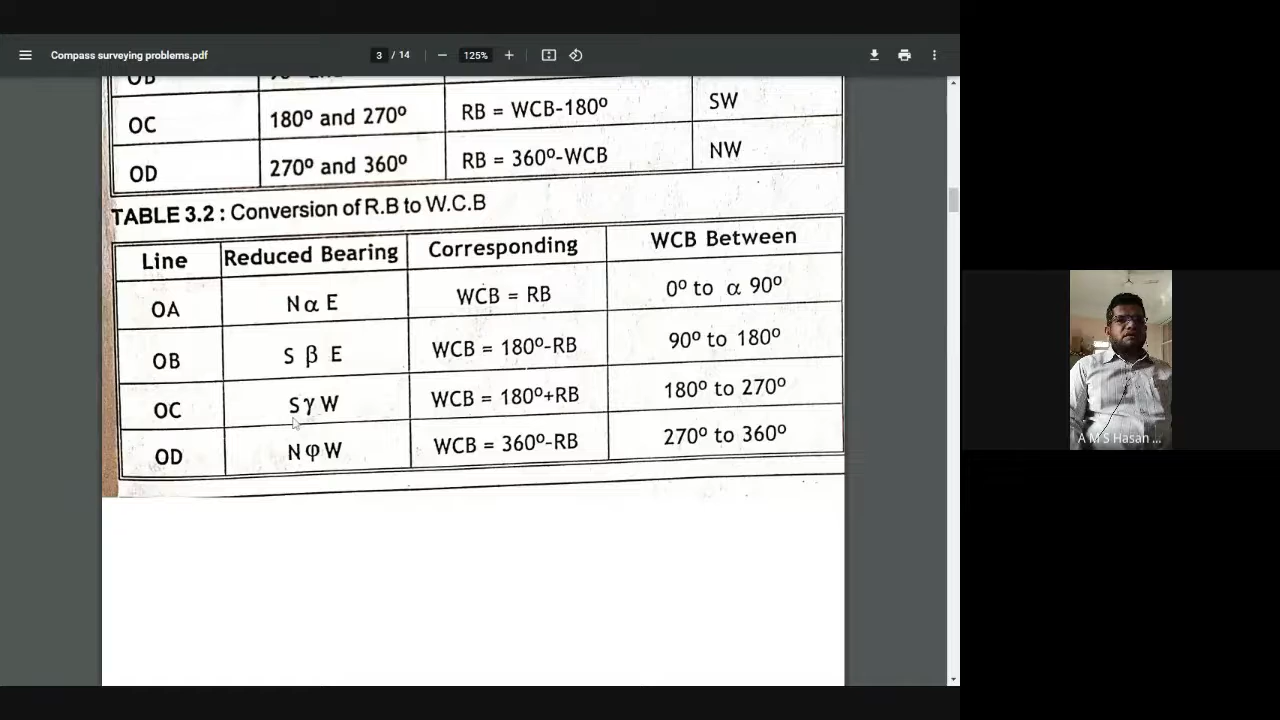 Compass surveying problems.pdf
3 / 14
125%
OB
OC 180º and 270º RB = WCB-180º SW
OD 270º and 360º RB = 360º-WCB NW
TABLE 3.2 : Conversion of R.B to W.C.B
Line Reduced Bearing Corresponding WCB Between
OA N α E WCB = RB 0º to α 90º
OB S β E WCB = 180º-RB 90º to 180º
OC S γ W WCB = 180º+RB 180º to 270º
OD N φ W WCB = 360º-RB 270º to 360º
A M S Hasan ...